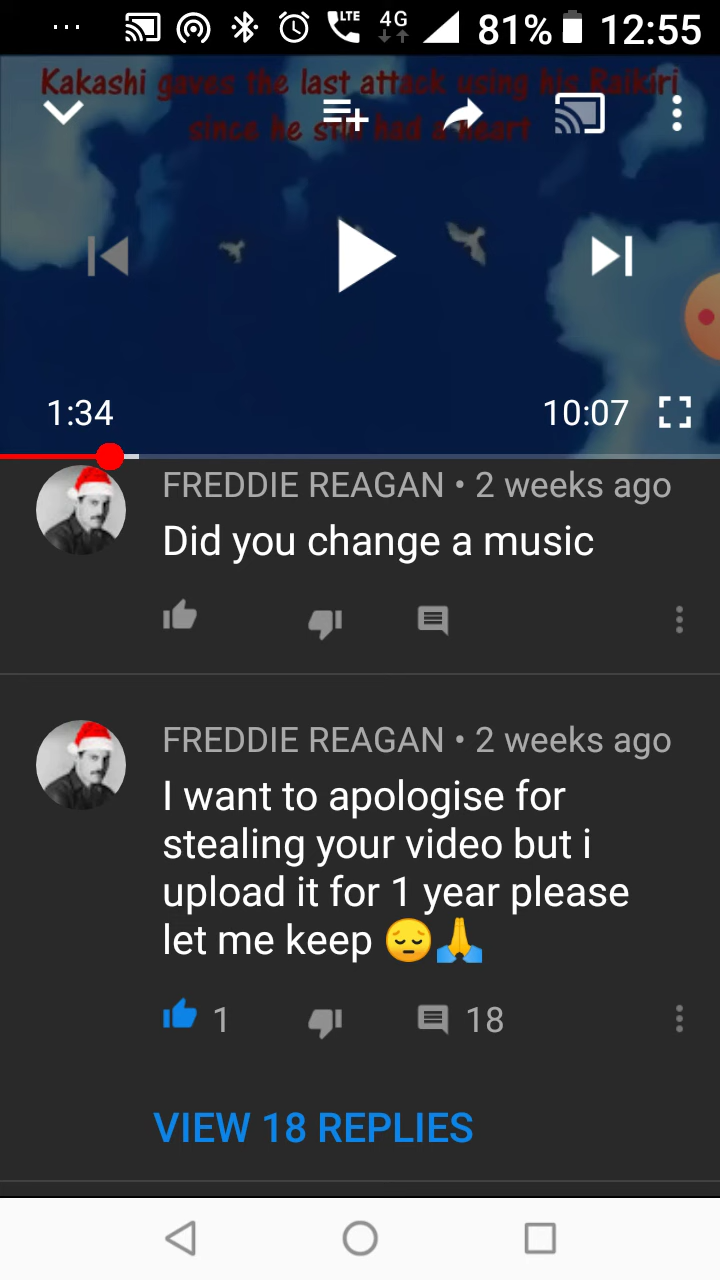 LTE
4G
81%
12:55
Kakashi gaves the last attack using his Raikiri
since he still had a heart
1:34
10:07
FREDDIE REAGAN • 2 weeks ago
Did you change a music
FREDDIE REAGAN • 2 weeks ago
I want to apologise for
stealing your video but i
upload it for 1 year please
let me keep 😔🙏
1
18
VIEW 18 REPLIES